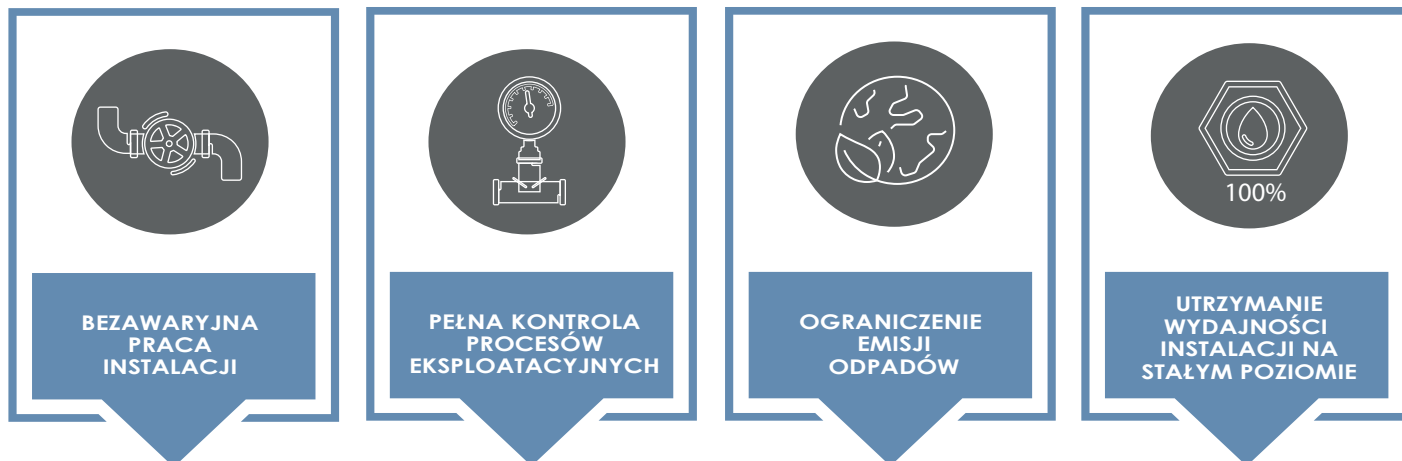 BEZAWARYJNA
PRACA
INSTALACJI
PEŁNA KONTROLA
PROCESÓW
EKSPLOATACYJNYCH
OGRANICZENIE
EMISJI
ODPADÓW
100%
UTRZYMANIE
WYDAJNOŚCI
INSTALACJI NA
STAŁYM POZIOMIE